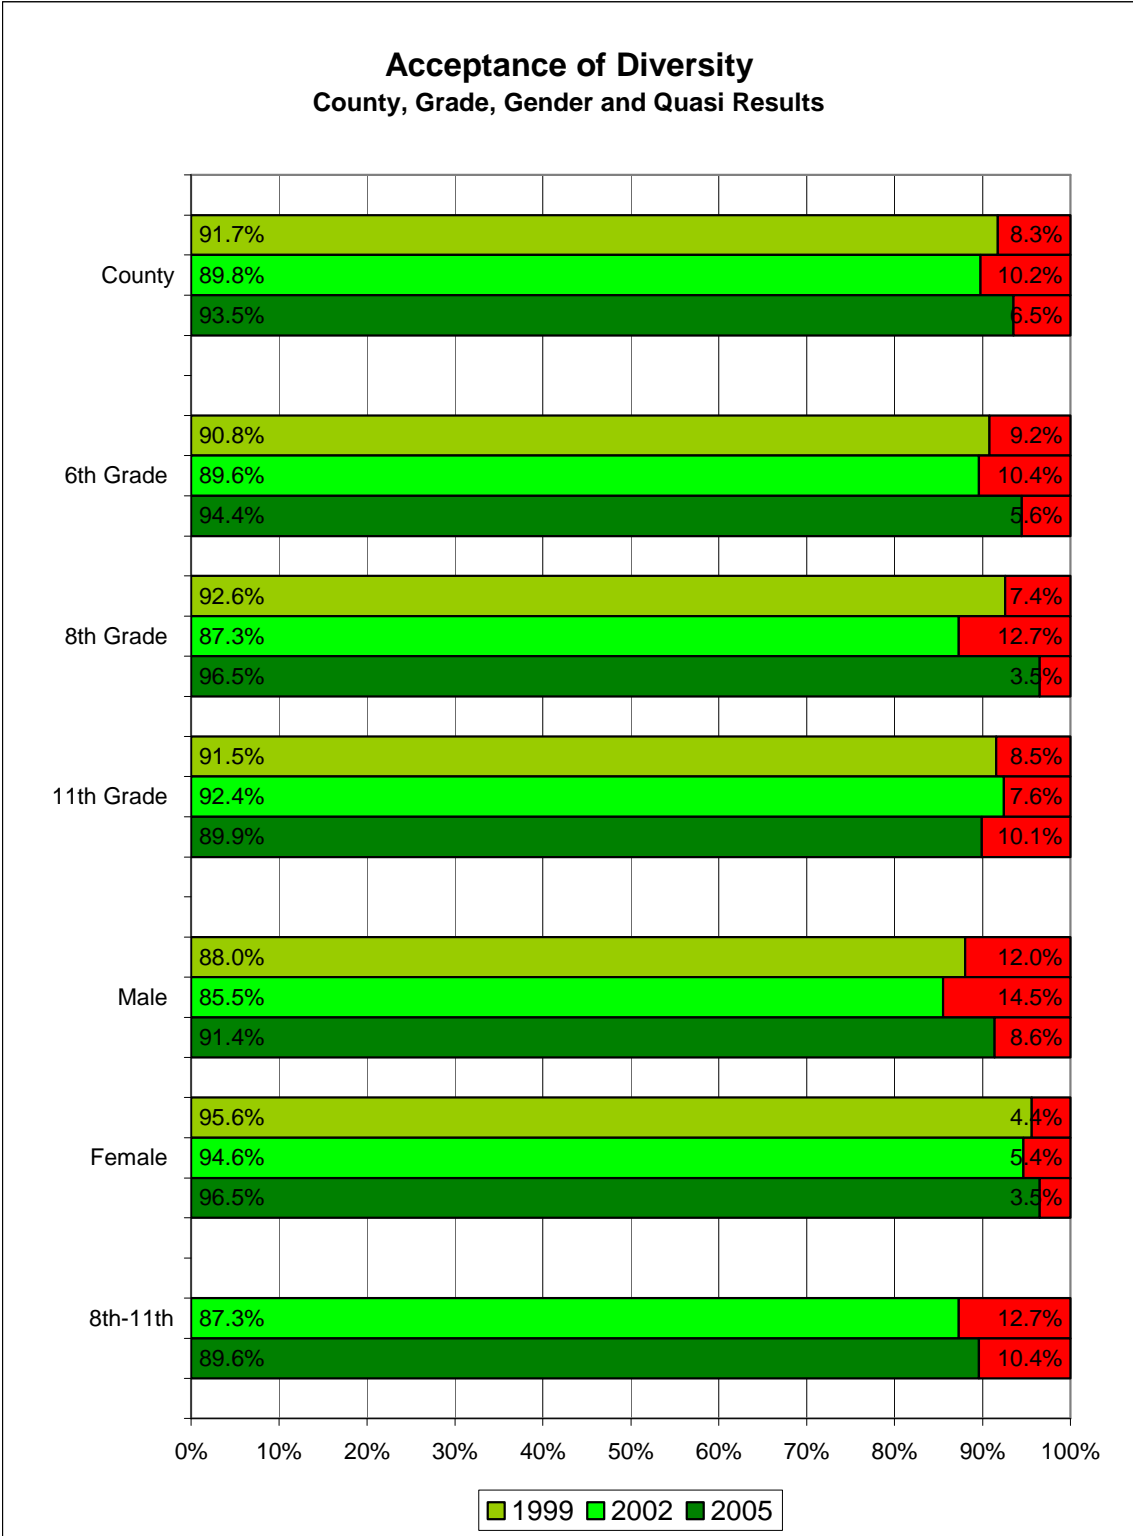 Acceptance of Diversity
County, Grade, Gender and Quasi Results
91.7% 8.3%
County 89.8% 10.2%
93.5% 6.5%
90.8% 9.2%
6th Grade 89.6% 10.4%
94.4% 5.6%
92.6% 7.4%
8th Grade 87.3% 12.7%
96.5% 3.5%
91.5% 8.5%
11th Grade 92.4% 7.6%
89.9% 10.1%
88.0% 12.0%
Male 85.5% 14.5%
91.4% 8.6%
95.6% 4.4%
Female 94.6% 5.4%
96.5% 3.5%
8th-11th 87.3% 12.7%
89.6% 10.4%
0% 10% 20% 30% 40% 50% 60% 70% 80% 90% 100%
1999 2002 2005